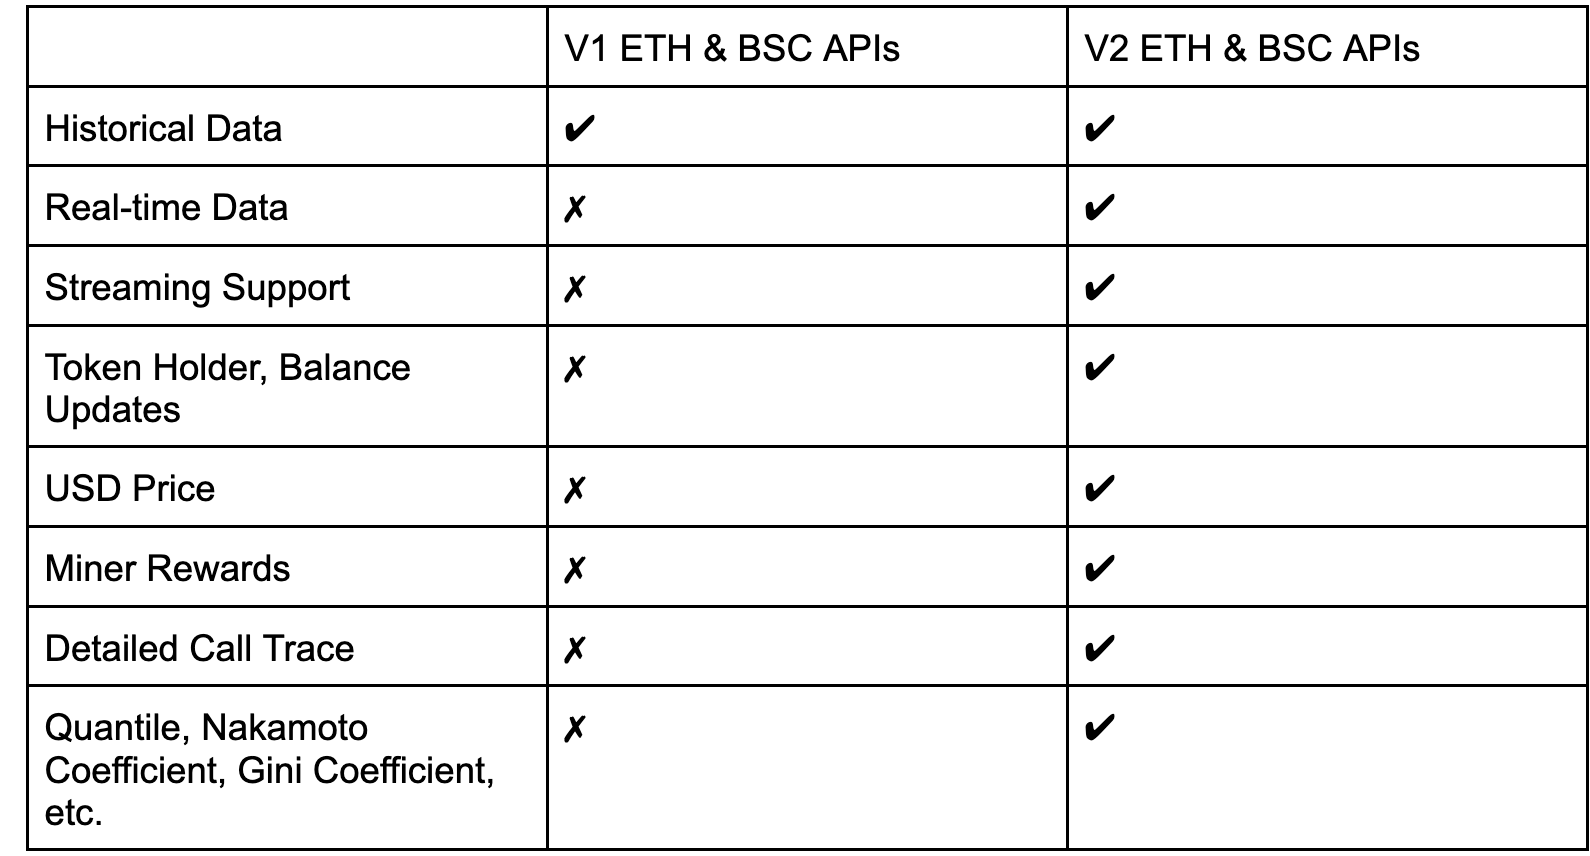 V1 ETH & BSC APIs V2 ETH & BSC APIs
Historical Data ✔ ✔
Real-time Data ✗ ✔
Streaming Support ✗ ✔
Token Holder, Balance ✗ ✔
Updates
USD Price ✗ ✔
Miner Rewards ✗ ✔
Detailed Call Trace ✗ ✔
Quantile, Nakamoto ✗ ✔
Coefficient, Gini Coefficient,
etc.